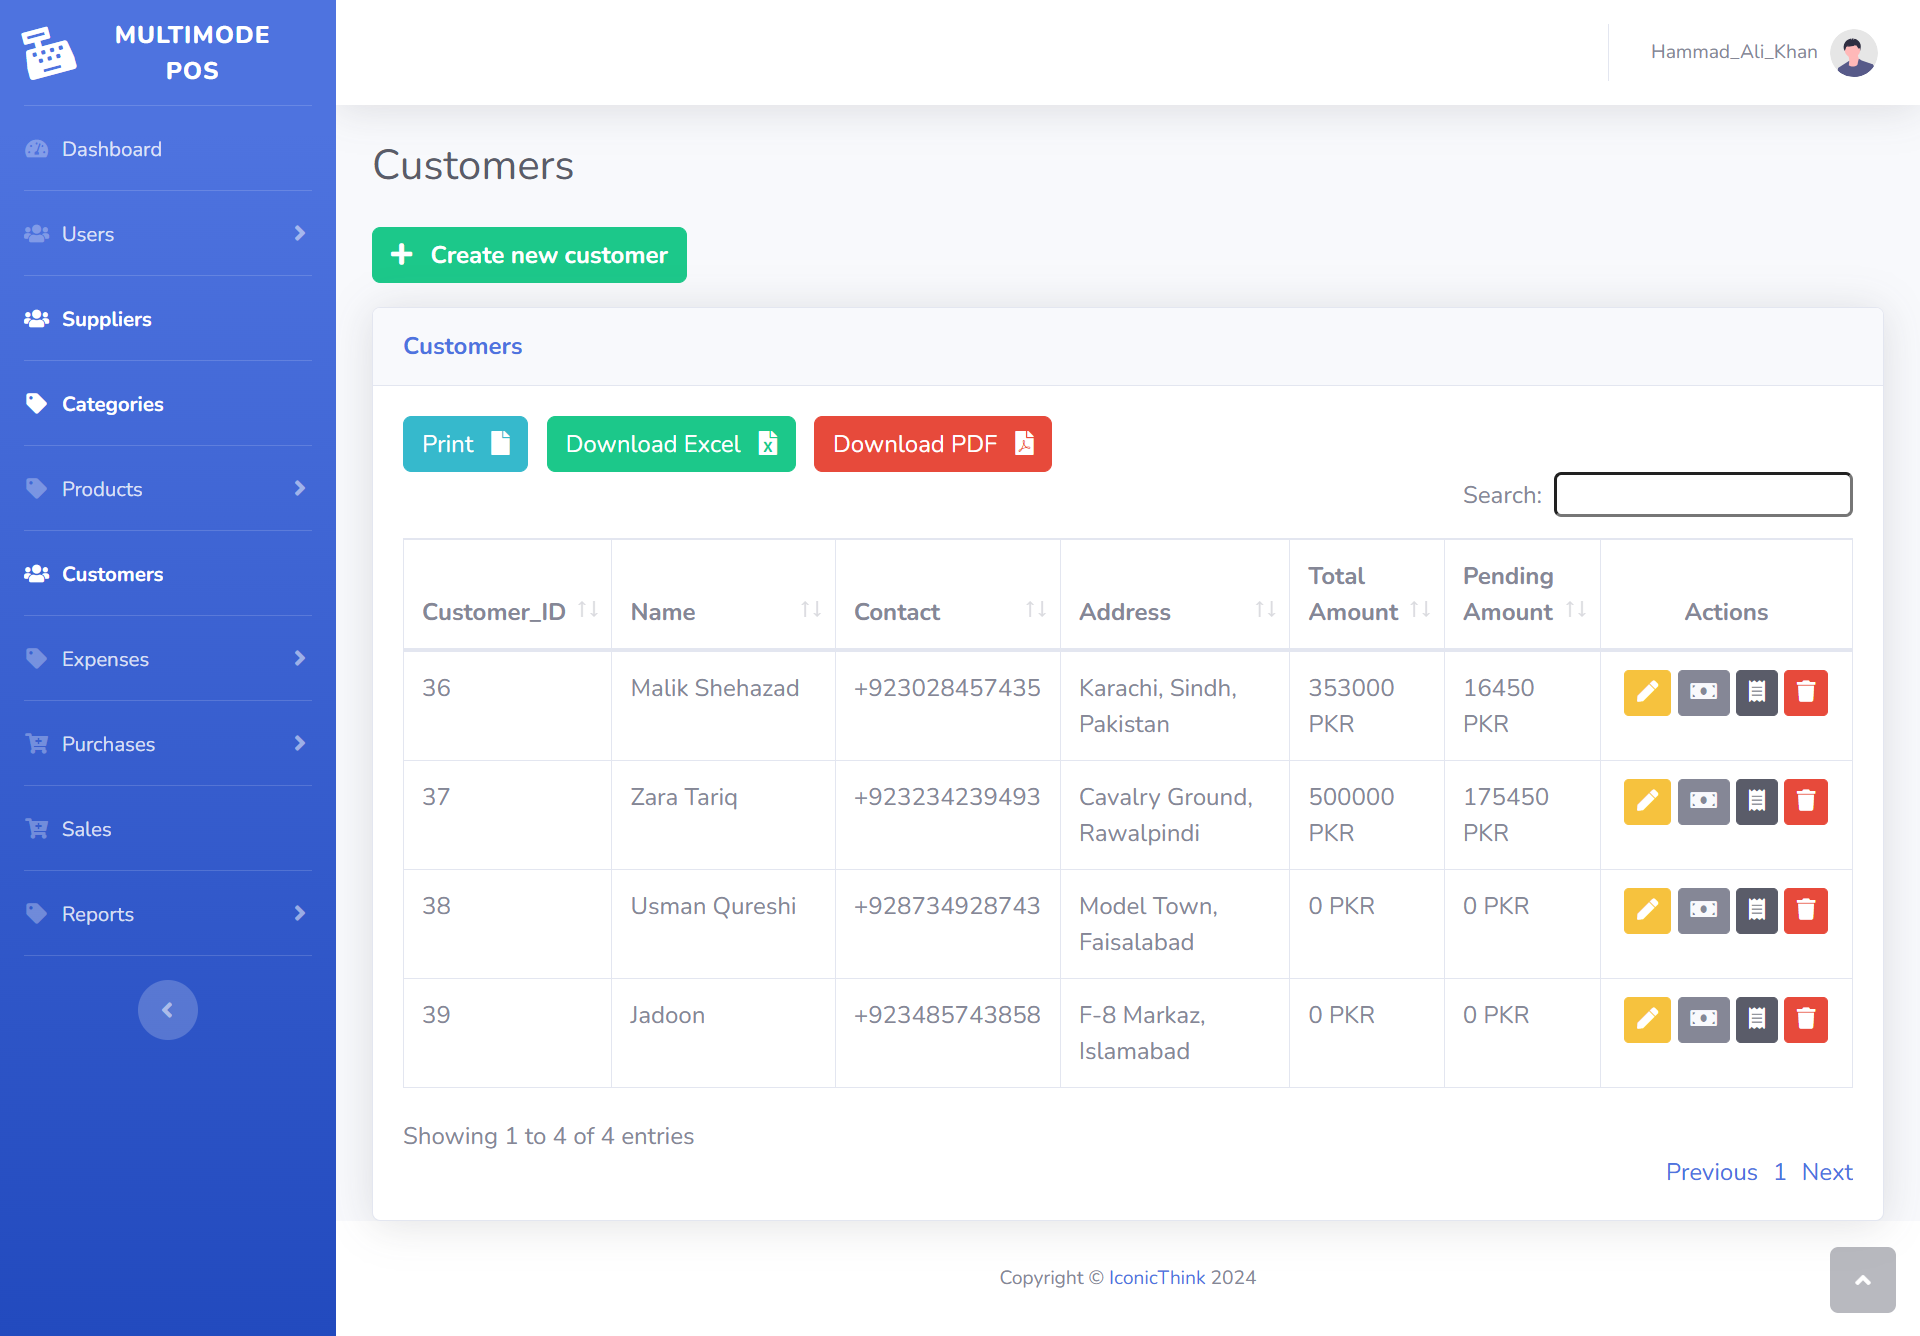 MULTIMODE
POS
Hammad_Ali_Khan
Dashboard
Users
Suppliers
Categories
Products
Customers
Expenses
Purchases
Sales
Reports
Customers
Create new customer
Customers
Print
Download Excel
Download PDF
Search:
Customer_ID Name Contact Address Total Amount Pending Amount Actions
36 Malik Shehazad +923028457435 Karachi, Sindh, 353000 16450
Pakistan PKR PKR
37 Zara Tariq +923234239493 Cavalry Ground, 500000 175450
Rawalpindi PKR PKR
38 Usman Qureshi +928734928743 Model Town, 0 PKR 0 PKR
Faisalabad
39 Jadoon +923485743858 F-8 Markaz, 0 PKR 0 PKR
Islamabad
Showing 1 to 4 of 4 entries
Previous 1 Next
Copyright © IconicThink 2024